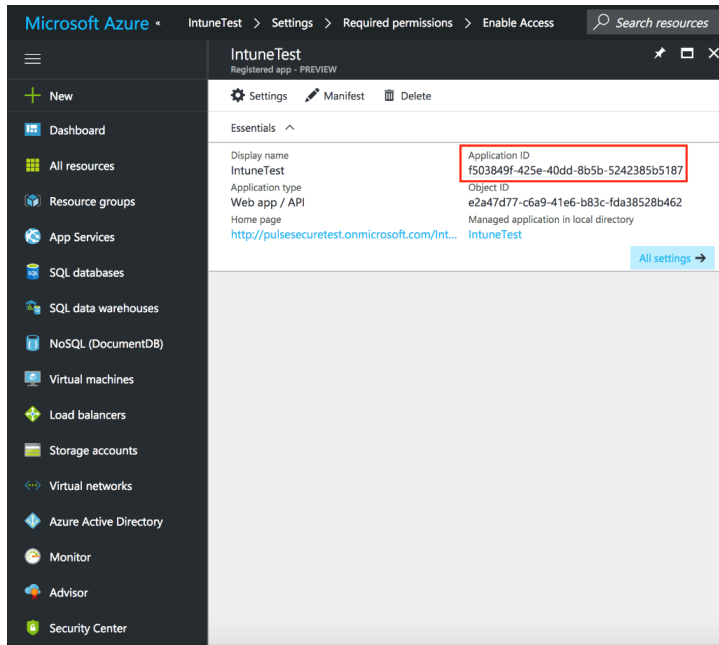 Microsoft Azure « IntuneTest > Settings > Required permissions > Enable Access Search resources
IntuneTest
Registered app - PREVIEW
New
Settings Manifest Delete
Dashboard
Essentials
All resources
Display name Application ID
IntuneTest f503849f-425e-40dd-8b5b-5242385b5187
Application type Object ID
Web app / API e2a47d77-c6a9-41e6-b83c-fda38528b462
Home page Managed application in local directory
http://pulsesecuretest.onmicrosoft.com/Int... IntuneTest
All settings →
Resource groups
App Services
SQL databases
SQL data warehouses
NoSQL (DocumentDB)
Virtual machines
Load balancers
Storage accounts
Virtual networks
Azure Active Directory
Monitor
Advisor
Security Center